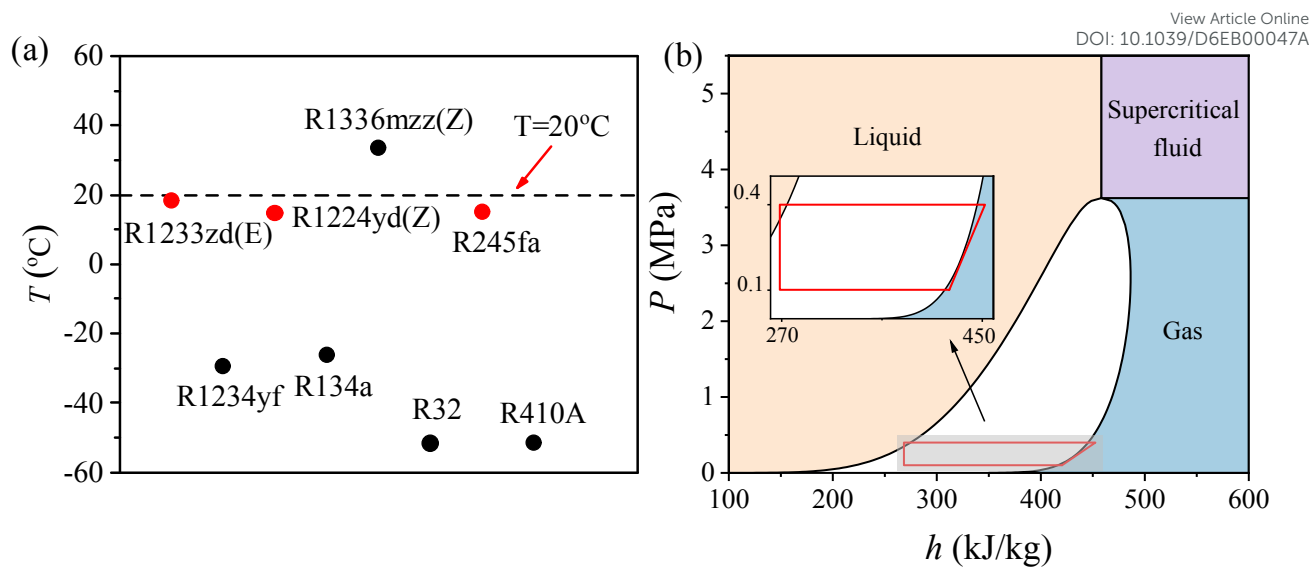 View Article Online
DOI: 10.1039/D6EB00047A
(a)
60
40
20
0
-20
-40
-60
T (°C)
R1336mzz(Z)
T=20°C
R1233zd(E)
R1224yd(Z)
R245fa
R1234yf
R134a
R32
R410A
(b)
5
4
3
2
1
0
P (MPa)
Liquid
Supercritical
fluid
Gas
0.4
0.1
270
450
100
200
300
400
500
600
h (kJ/kg)